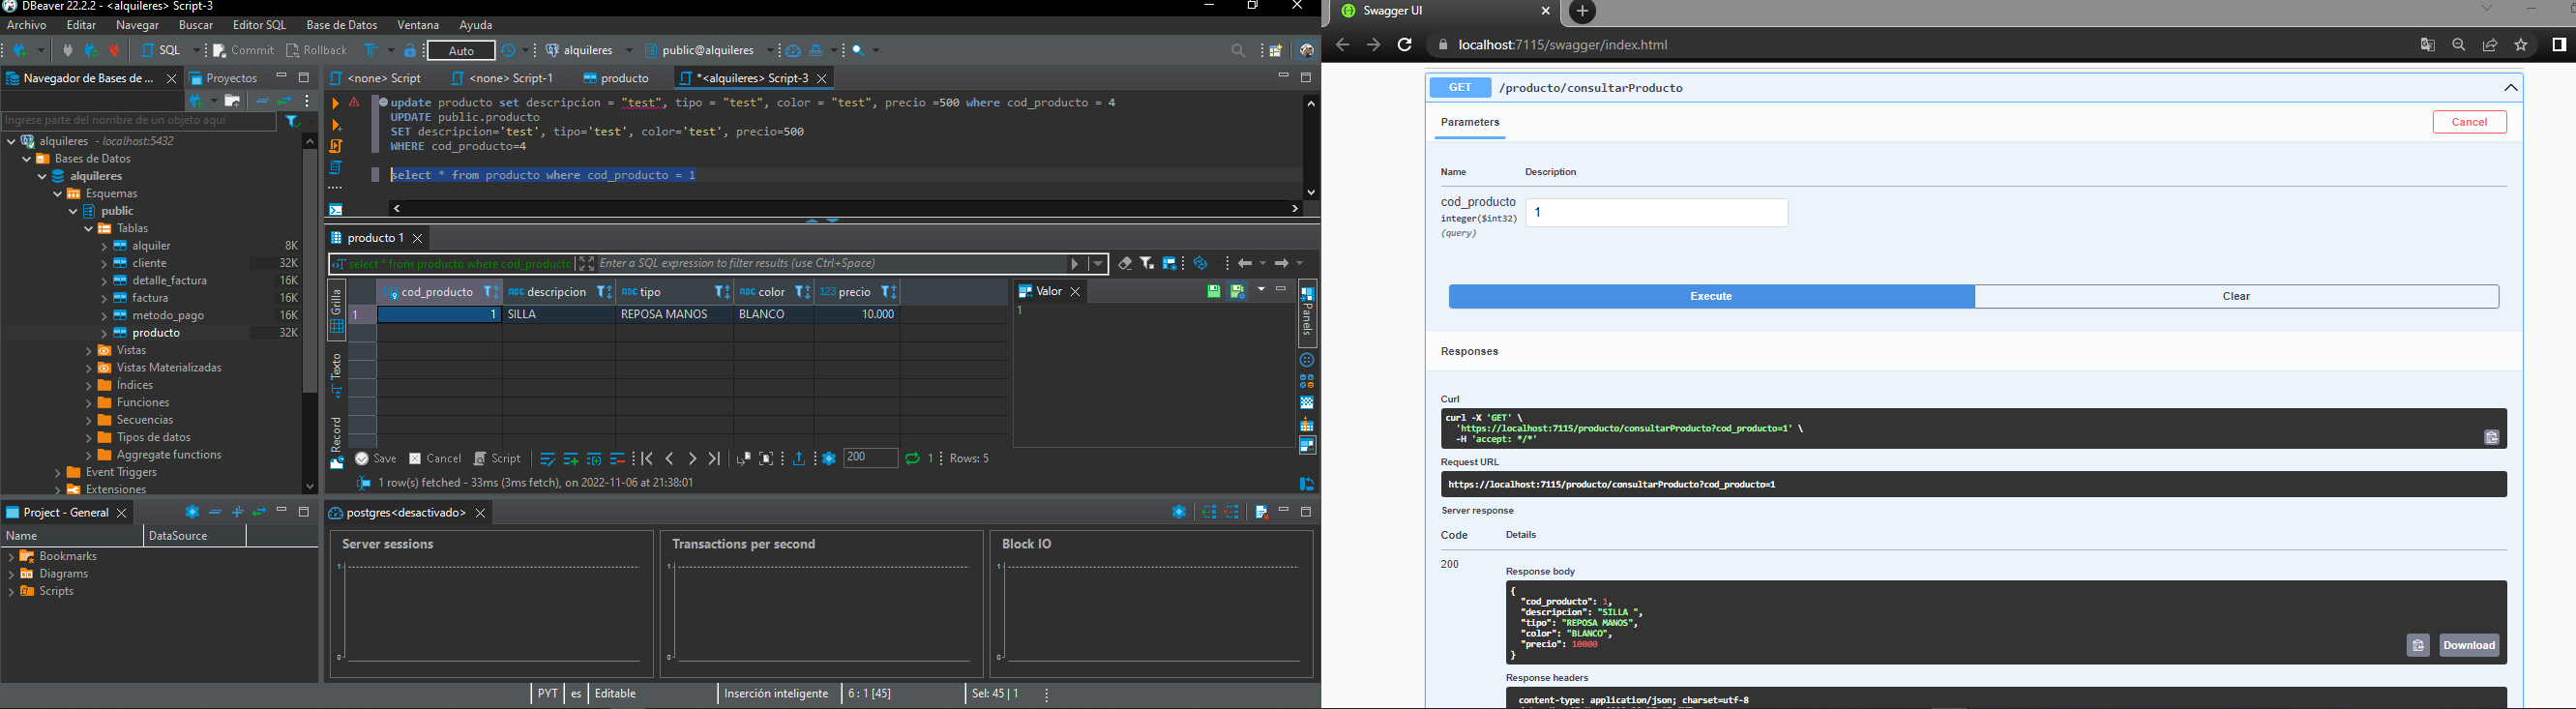 DBeaver 22.2.2 - <alquileres> Script-3
Archivo Editar Navegar Buscar Editor SQL Base de Datos Ventana Ayuda
SQL Commit Rollback Auto alquileres public@alquileres
Navegador de Bases de ... Proyectos
Ingrese parte del nombre de un objeto aquí
alquileres - localhost:5432
Bases de Datos
alquileres
Esquemas
public
Tablas
alquiler 8K
cliente 32K
detalle_factura 16K
factura 16K
metodo_pago 16K
producto 32K
Vistas
Vistas Materializadas
Índices
Funciones
Secuencias
Tipos de datos
Aggregate functions
Event Triggers
Extensiones
Project - General
Name DataSource
Bookmarks
Diagrams
Scripts
<none> Script <none> Script-1 producto *<alquileres> Script-3
update producto set descripcion = "test", tipo = "test", color = "test", precio =500 where cod_producto = 4
UPDATE public.producto
SET descripcion='test', tipo='test', color='test', precio=500
WHERE cod_producto=4
select * from producto where cod_producto = 1
producto 1
select * from producto where cod_producto Enter a SQL expression to filter results (use Ctrl+Space)
Grilla
Texto
Record
cod_producto ABC descripcion ABC tipo ABC color 123 precio
1 1 SILLA REPOSA MANOS BLANCO 10.000
Valor
1
Panels
Save Cancel Script 200 1 Rows: 5
1 row(s) fetched - 33ms (3ms fetch), on 2022-11-06 at 21:38:01
postgres<desactivado>
Server sessions Transactions per second Block IO
1 1 1
0 0 0
PYT es Editable Inserción inteligente 6 : 1 [45] Sel: 45 | 1
Swagger UI
localhost:7115/swagger/index.html
GET /producto/consultarProducto
Parameters Cancel
Name Description
cod_producto
integer($int32)
(query)
1
Execute Clear
Responses
Curl
curl -X 'GET' \
'https://localhost:7115/producto/consultarProducto?cod_producto=1' \
-H 'accept: */*'
Request URL
https://localhost:7115/producto/consultarProducto?cod_producto=1
Server response
Code Details
200
Response body
{
"cod_producto": 1,
"descripcion": "SILLA ",
"tipo": "REPOSA MANOS",
"color": "BLANCO",
"precio": 10000
}
Download
Response headers
content-type: application/json; charset=utf-8